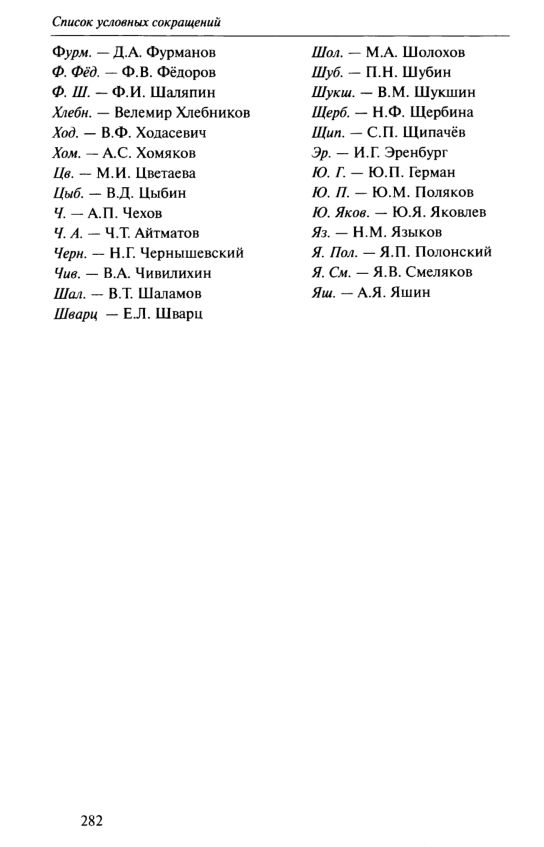 Список условных сокращений
Фурм. — Д.А. Фурманов
Ф. Фёд. — Ф.В. Фёдоров
Ф. Ш. — Ф.И. Шаляпин
Хлебн. — Велемир Хлебников
Ход. — В.Ф. Ходасевич
Хом. — А.С. Хомяков
Цв. — М.И. Цветаева
Цыб. — В.Д. Цыбин
Ч. — А.П. Чехов
Ч. А. — Ч.Т. Айтматов
Черн. — Н.Г. Чернышевский
Чив. — В.А. Чивилихин
Шал. — В.Т. Шаламов
Шварц — Е.Л. Шварц
Шол. — М.А. Шолохов
Шуб. — П.Н. Шубин
Шукш. — В.М. Шукшин
Щерб. — Н.Ф. Щербина
Щип. — С.П. Щипачёв
Эр. — И.Г. Эренбург
Ю. Г. — Ю.П. Герман
Ю. П. — Ю.М. Поляков
Ю. Яков. — Ю.Я. Яковлев
Яз. — Н.М. Языков
Я. Пол. — Я.П. Полонский
Я. См. — Я.В. Смеляков
Яш. — А.Я. Яшин
282